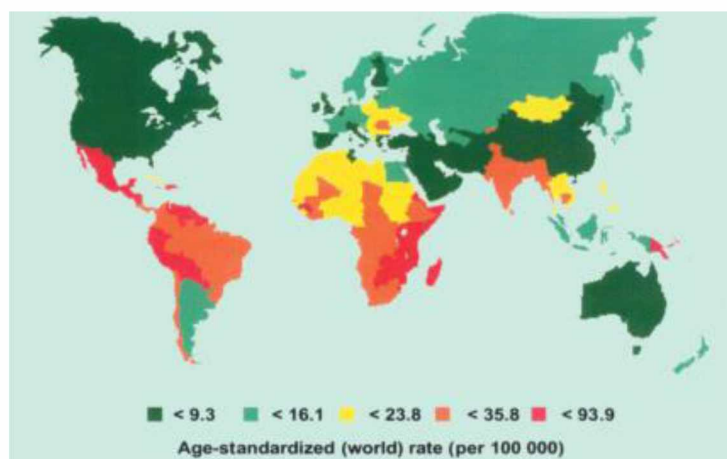 < 9.3 < 16.1 < 23.8 < 35.8 < 93.9
Age-standardized (world) rate (per 100 000)